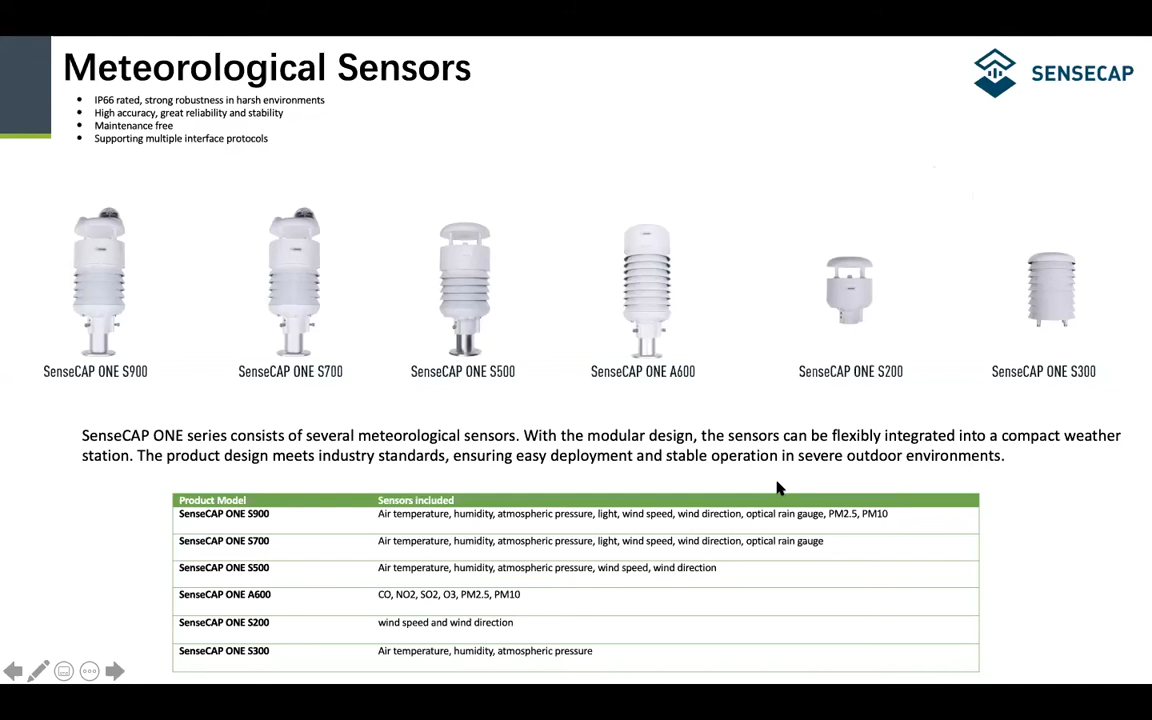 Meteorological Sensors
SENSECAP
IP66 rated, strong robustness in harsh environments
High accuracy, great reliability and stability
Maintenance free
Supporting multiple interface protocols
SenseCAP ONE S900
SenseCAP ONE S700
SenseCAP ONE S500
SenseCAP ONE A600
SenseCAP ONE S200
SenseCAP ONE S300
SenseCAP ONE series consists of several meteorological sensors. With the modular design, the sensors can be flexibly integrated into a compact weather
station. The product design meets industry standards, ensuring easy deployment and stable operation in severe outdoor environments.
Product Model Sensors included
SenseCAP ONE S900 Air temperature, humidity, atmospheric pressure, light, wind speed, wind direction, optical rain gauge, PM2.5, PM10
SenseCAP ONE S700 Air temperature, humidity, atmospheric pressure, light, wind speed, wind direction, optical rain gauge
SenseCAP ONE S500 Air temperature, humidity, atmospheric pressure, wind speed, wind direction
SenseCAP ONE A600 CO, NO2, SO2, O3, PM2.5, PM10
SenseCAP ONE S200 wind speed and wind direction
SenseCAP ONE S300 Air temperature, humidity, atmospheric pressure